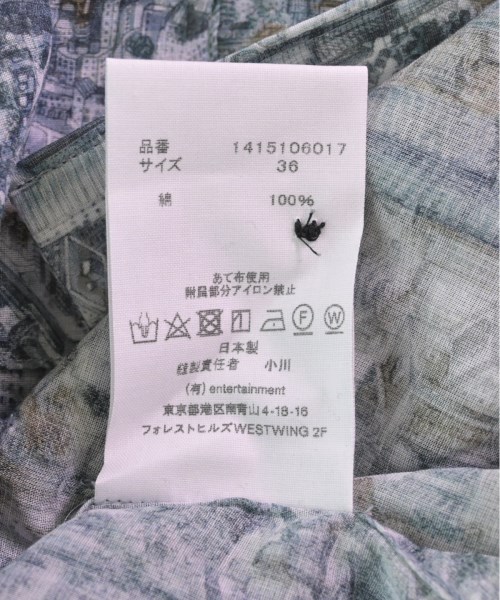 品番 1415106017
サイズ 36
綿 100%
あて布使用
附属部分アイロン禁止
F W
日本製
縫製責任者 小川
(有) entertainment
東京都港区南青山4-18-16
フォレストヒルズWESTWING 2F